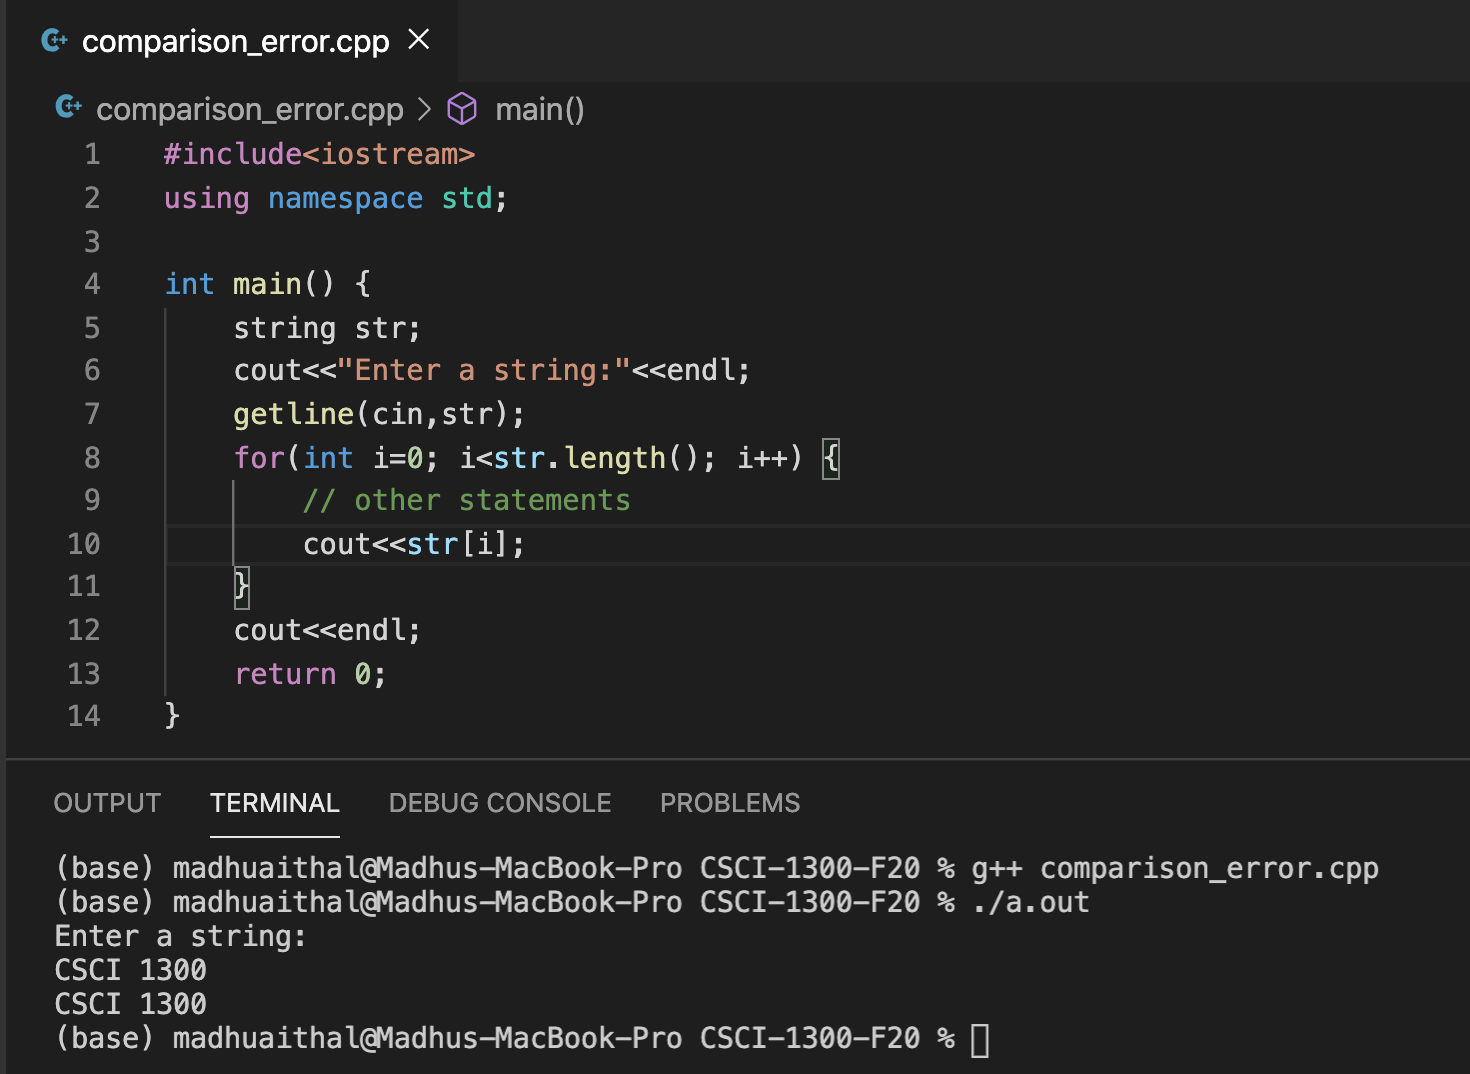 comparison_error.cpp
comparison_error.cpp > main()
1 #include<iostream>
2 using namespace std;
3
4 int main() {
5     string str;
6     cout<<"Enter a string:"<<endl;
7     getline(cin,str);
8     for(int i=0; i<str.length(); i++) {
9         // other statements
10         cout<<str[i];
11     }
12     cout<<endl;
13     return 0;
14 }
OUTPUT TERMINAL DEBUG CONSOLE PROBLEMS
(base) madhuaithal@Madhus-MacBook-Pro CSCI-1300-F20 % g++ comparison_error.cpp
(base) madhuaithal@Madhus-MacBook-Pro CSCI-1300-F20 % ./a.out
Enter a string:
CSCI 1300
CSCI 1300
(base) madhuaithal@Madhus-MacBook-Pro CSCI-1300-F20 %